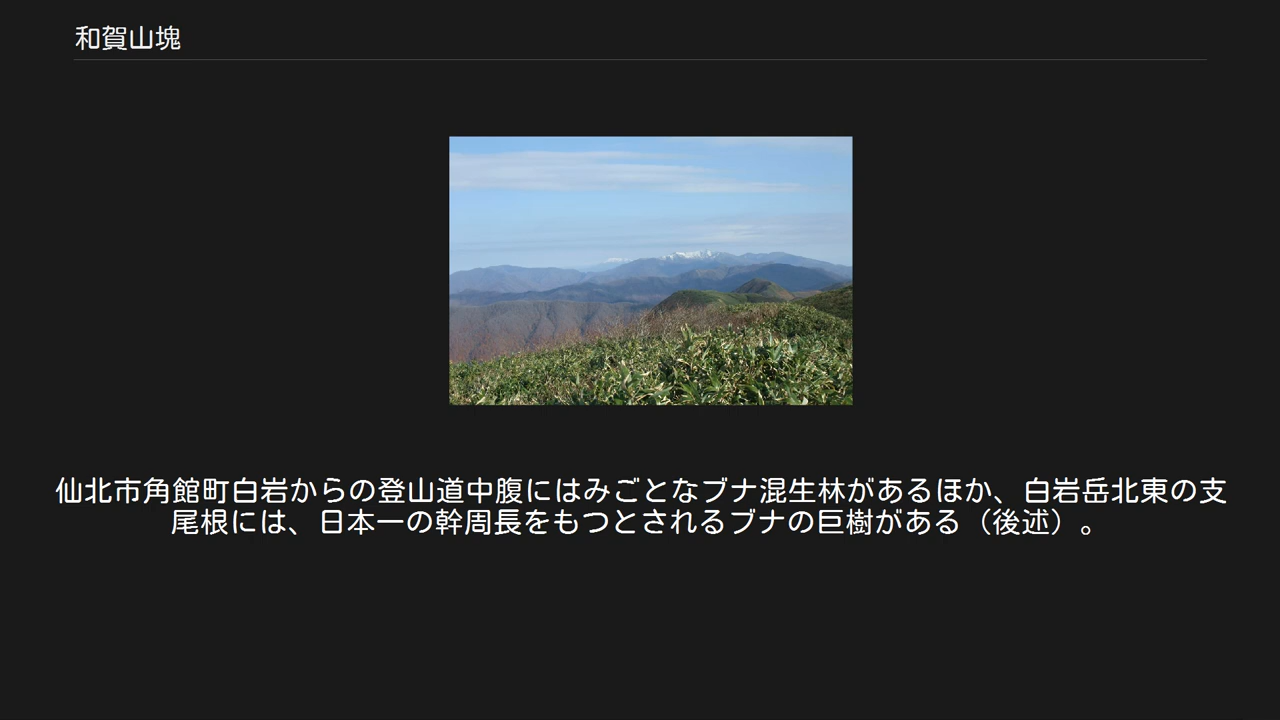 和賀山塊
仙北市角館町白岩からの登山道中腹にはみごとなブナ混生林があるほか、白岩岳北東の支
尾根には、日本一の幹周長をもつとされるブナの巨樹がある（後述）。